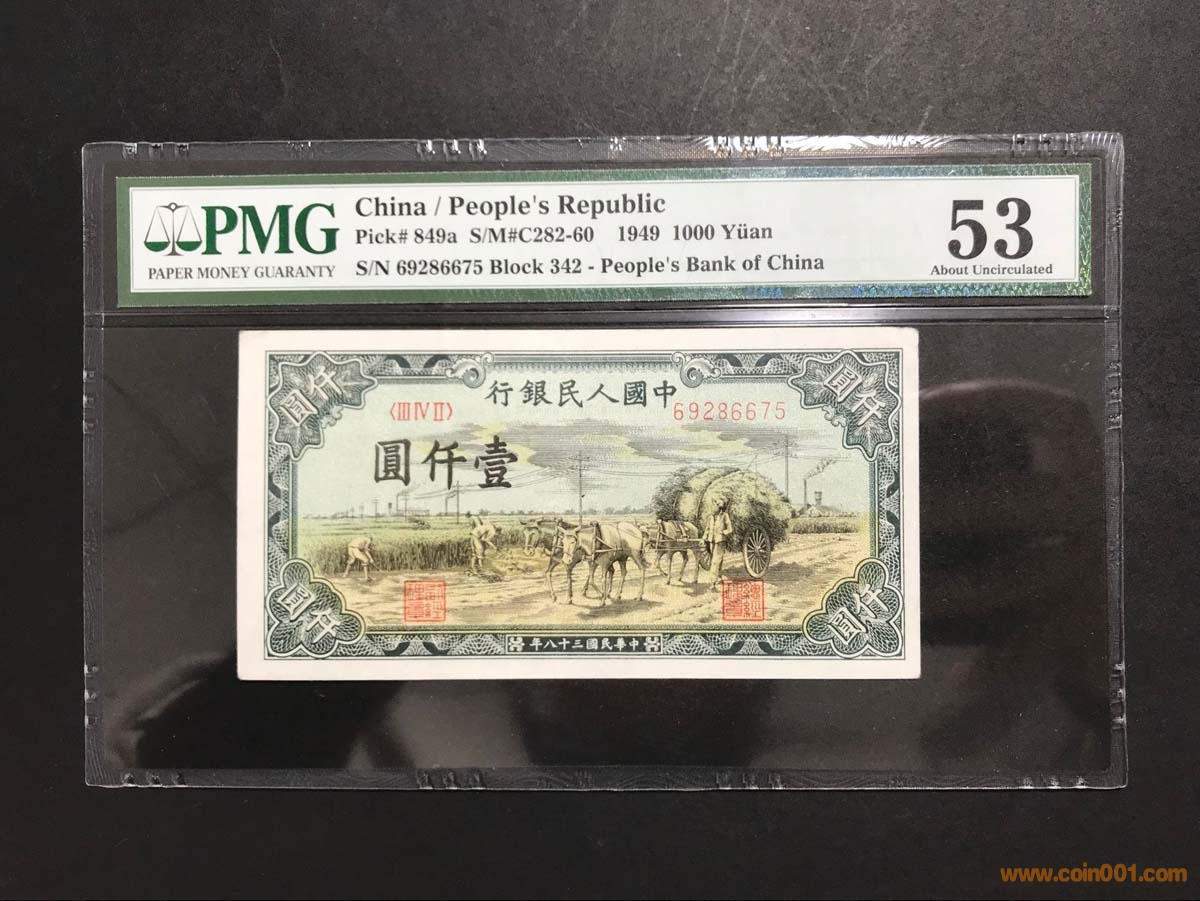 PMG
PAPER MONEY GUARANTY
China / People's Republic
Pick# 849a S/M#C282-60 1949 1000 Yüan
S/N 69286675 Block 342 - People's Bank of China
53
About Uncirculated
圓仟
行銀民人國中
圓仟
〈III IV II〉
69286675
圓仟壹
圓仟
圓仟
年八十三國民華中
www.coin001.com